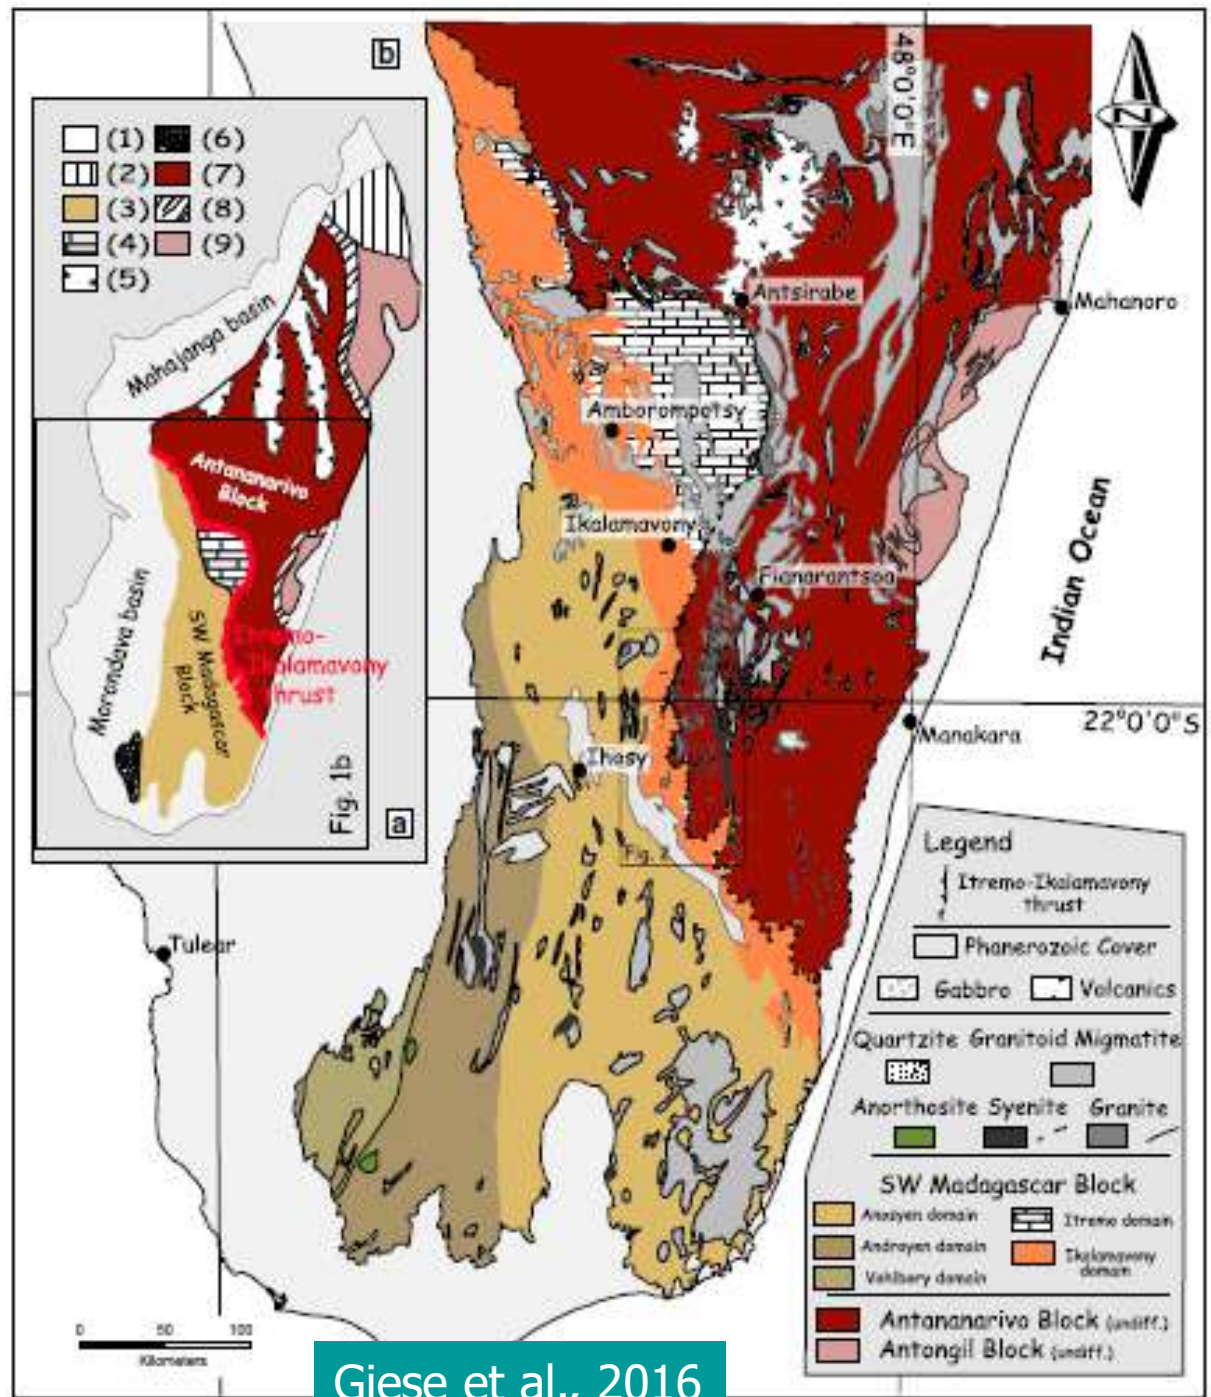 b
48°0'0"E
Z
(1)
(6)
(2)
(7)
(3)
(8)
(4)
(9)
(5)
Mahajanga basin
Antananarivo
Block
Morondava basin
SW Madagascar
Block
Ikalamavony
thrust
Fig. 1b
a
Antsirabe
Mahanoro
Amborompotsy
Ikalamavony
Fianarantsoa
Indian Ocean
22°0'0"S
Manakara
Ihosy
Fig. 2
Tulear
Legend
Itremo-Ikalamavony
thrust
Phanerozoic Cover
Gabbro
Volcanics
Quartzite Granitoid Migmatite
Anorthosite Syenite Granite
SW Madagascar Block
Anosyen domain
Itremo domain
Androyen domain
Ikalamavony
domain
Vohibory domain
Antananarivo Block (undiff.)
Antongil Block (undiff.)
0 50 100
Kilometers
Giese et al., 2016